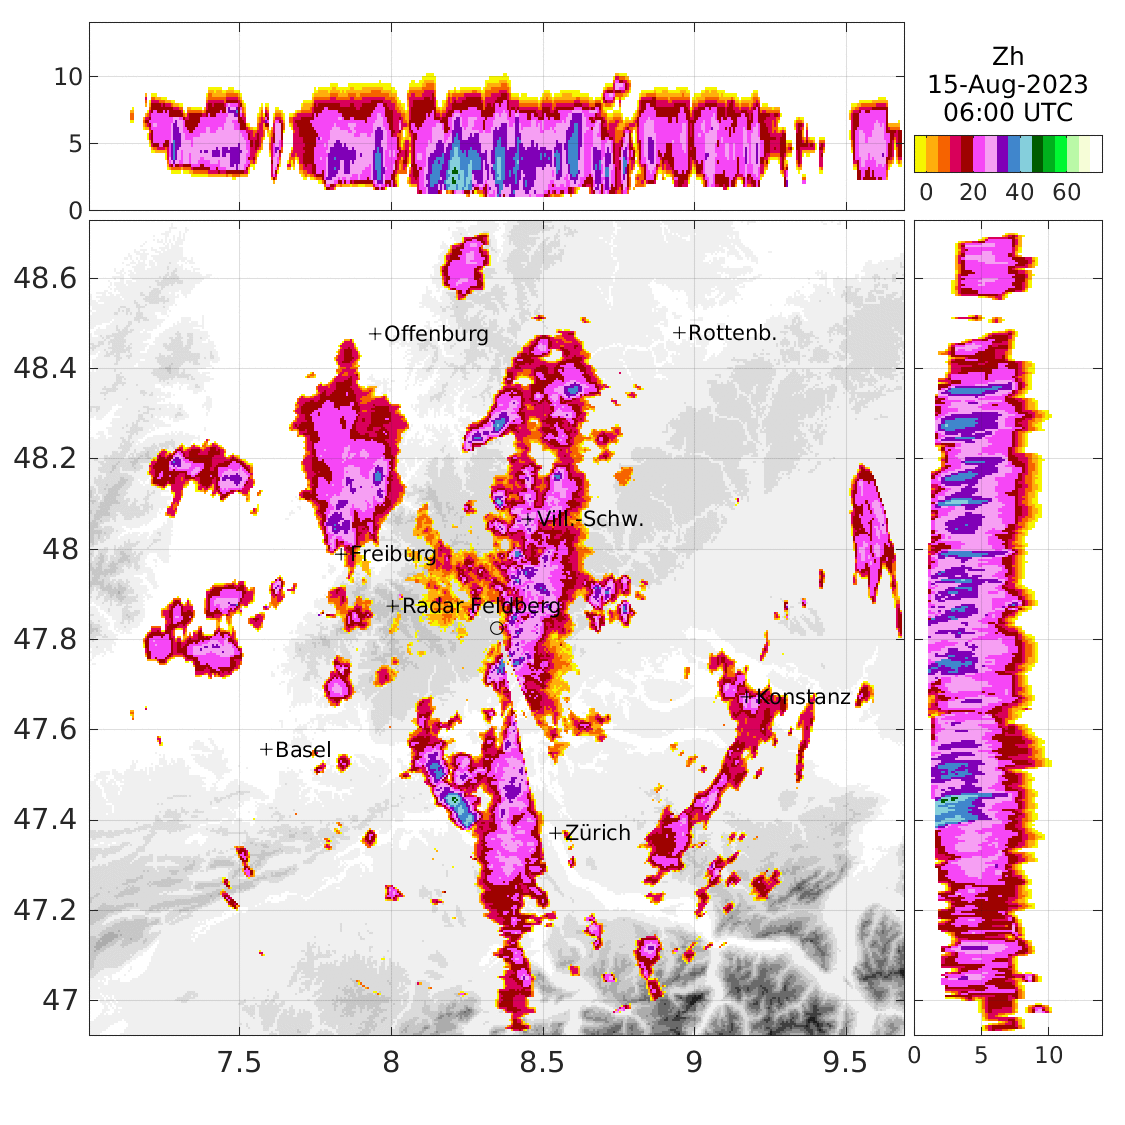 Zh
15-Aug-2023
06:00 UTC
10
5
0
0 20 40 60
48.6
48.4
48.2
48
47.8
47.6
47.4
47.2
47
+Offenburg
+Rottenb.
+Vill.-Schw.
+Freiburg
+Radar Feldberg
+Konstanz
+Basel
+Zürich
7.5 8 8.5 9 9.5
0 5 10